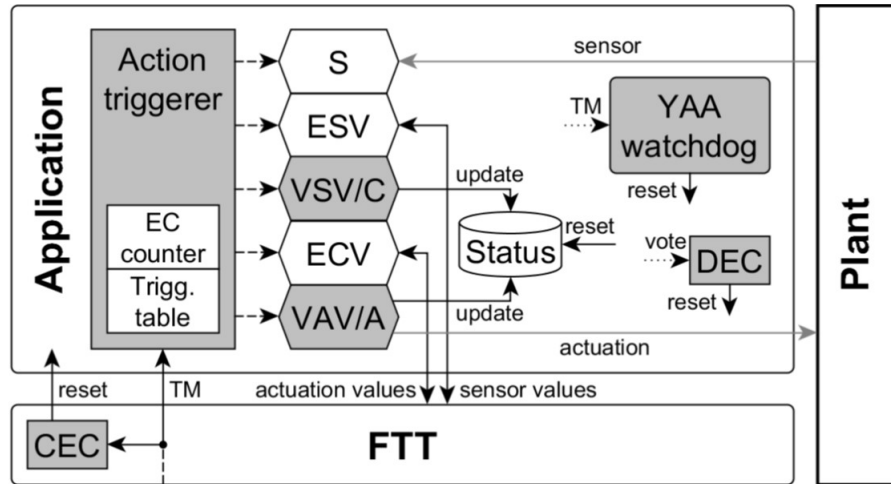 Application
Action
triggerer
EC
counter
Trigg.
table
S
ESV
VSV/C
ECV
VAV/A
sensor
TM
YAA
watchdog
reset
update
Status
reset
vote
DEC
reset
update
actuation
Plant
reset
TM
actuation values
sensor values
CEC
FTT